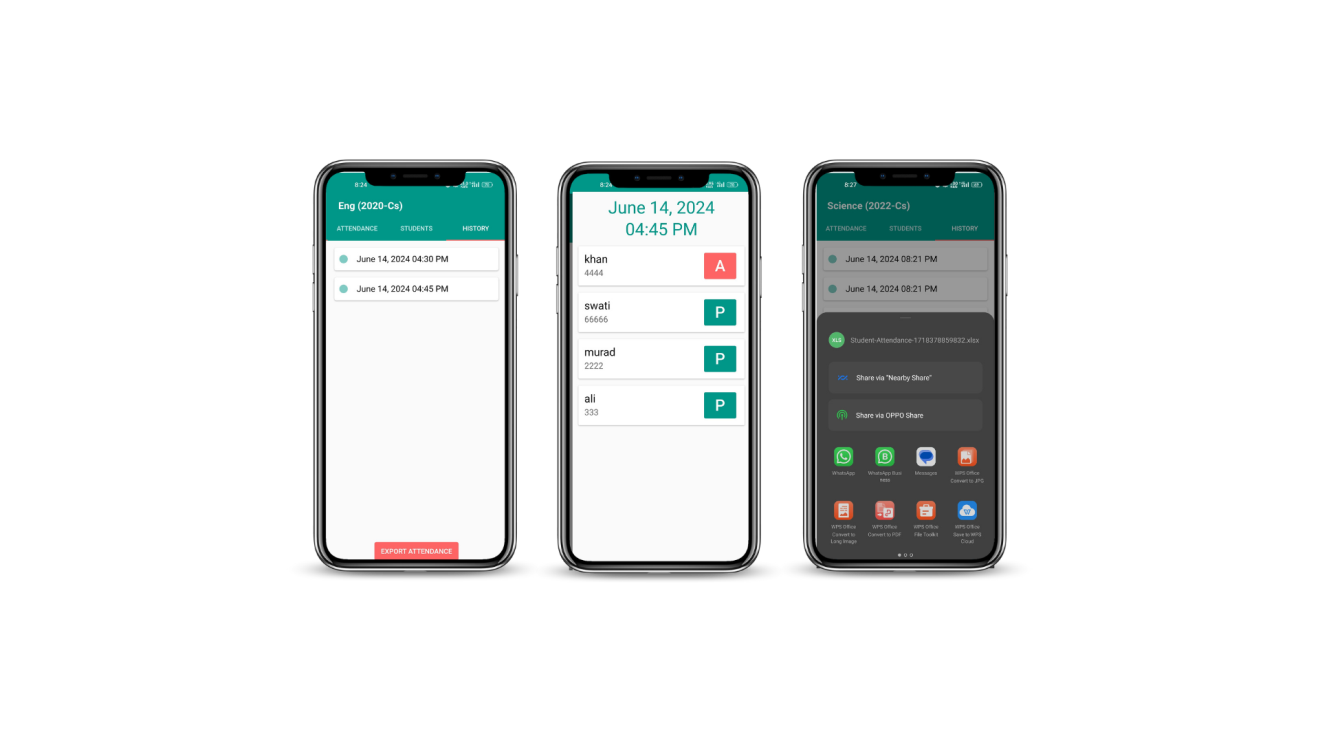 8:24
Eng (2020-Cs)
ATTENDANCE STUDENTS HISTORY
June 14, 2024 04:30 PM
June 14, 2024 04:45 PM
EXPORT ATTENDANCE
8:24
June 14, 2024
04:45 PM
khan
4444
A
swati
66666
P
murad
2222
P
ali
333
P
8:27
Science (2022-Cs)
ATTENDANCE STUDENTS HISTORY
June 14, 2024 08:21 PM
June 14, 2024 08:21 PM
XLS Student-Attendance-1718378859832.xlsx
Share via "Nearby Share"
Share via OPPO Share
WhatsApp
WhatsApp Busi
ness
Messages
WPS Office
Convert to JPG
WPS Office
Convert to
Long Image
WPS Office
Convert to PDF
WPS Office
File Toolkit
WPS Office
Save to WPS
Cloud